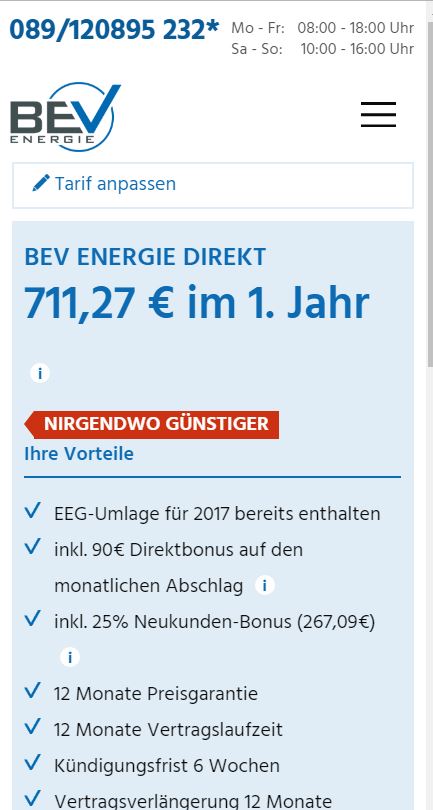 089/120895 232*
Mo - Fr: 08:00 - 18:00 Uhr
Sa - So: 10:00 - 16:00 Uhr
BEV
ENERGIE
Tarif anpassen
BEV ENERGIE DIREKT
711,27 € im 1. Jahr
i
NIRGENDWO GÜNSTIGER
Ihre Vorteile
EEG-Umlage für 2017 bereits enthalten
inkl. 90€ Direktbonus auf den
monatlichen Abschlag i
inkl. 25% Neukunden-Bonus (267,09€)
i
12 Monate Preisgarantie
12 Monate Vertragslaufzeit
Kündigungsfrist 6 Wochen
Vertragsverlängerung 12 Monate